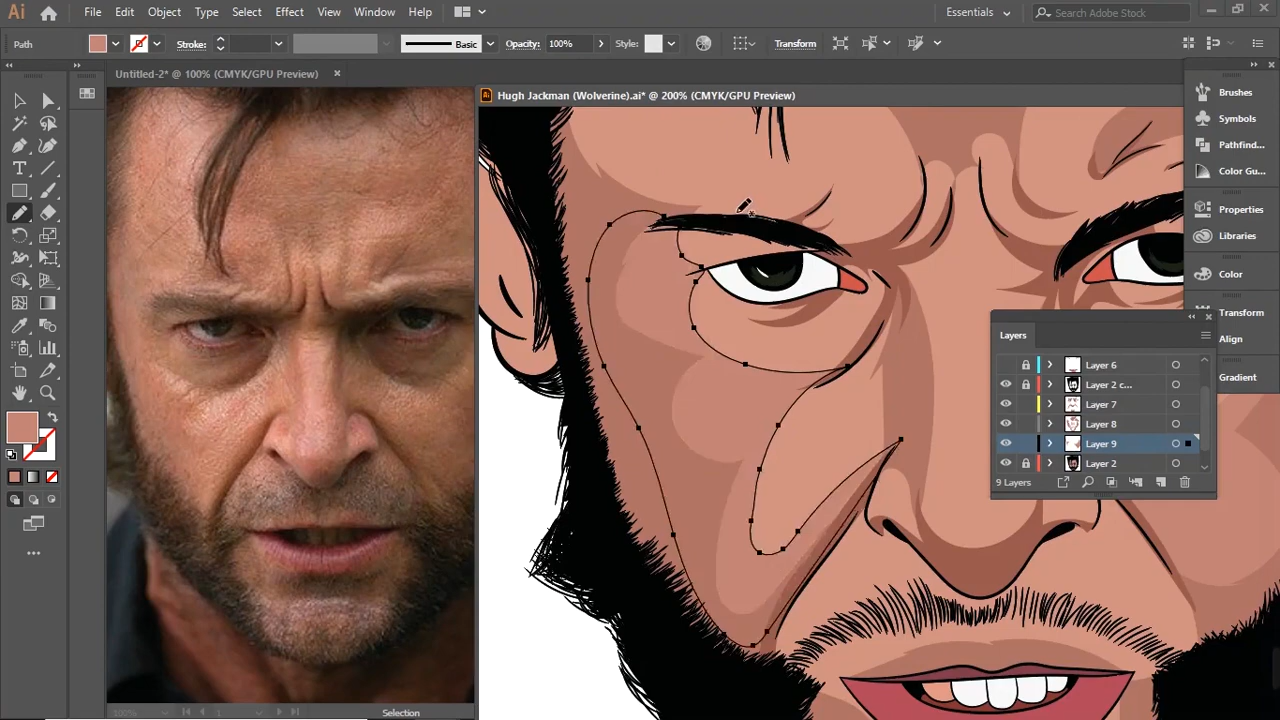 Ai File Edit Object Type Select Effect View Window Help Essentials Search Adobe Stock
Path Stroke: Basic Opacity: 100% Style: Transform
Untitled-2* @ 100% (CMYK/GPU Preview) ×
Ai Hugh Jackman (Wolverine).ai* @ 200% (CMYK/GPU Preview)
Brushes
Symbols
Pathfind...
Color Gu...
Properties
Libraries
Color
Transform
Align
Gradient
Layers
Layer 6
Layer 2 c...
Layer 7
Layer 8
Layer 9
Layer 2
9 Layers
100% 1 Selection